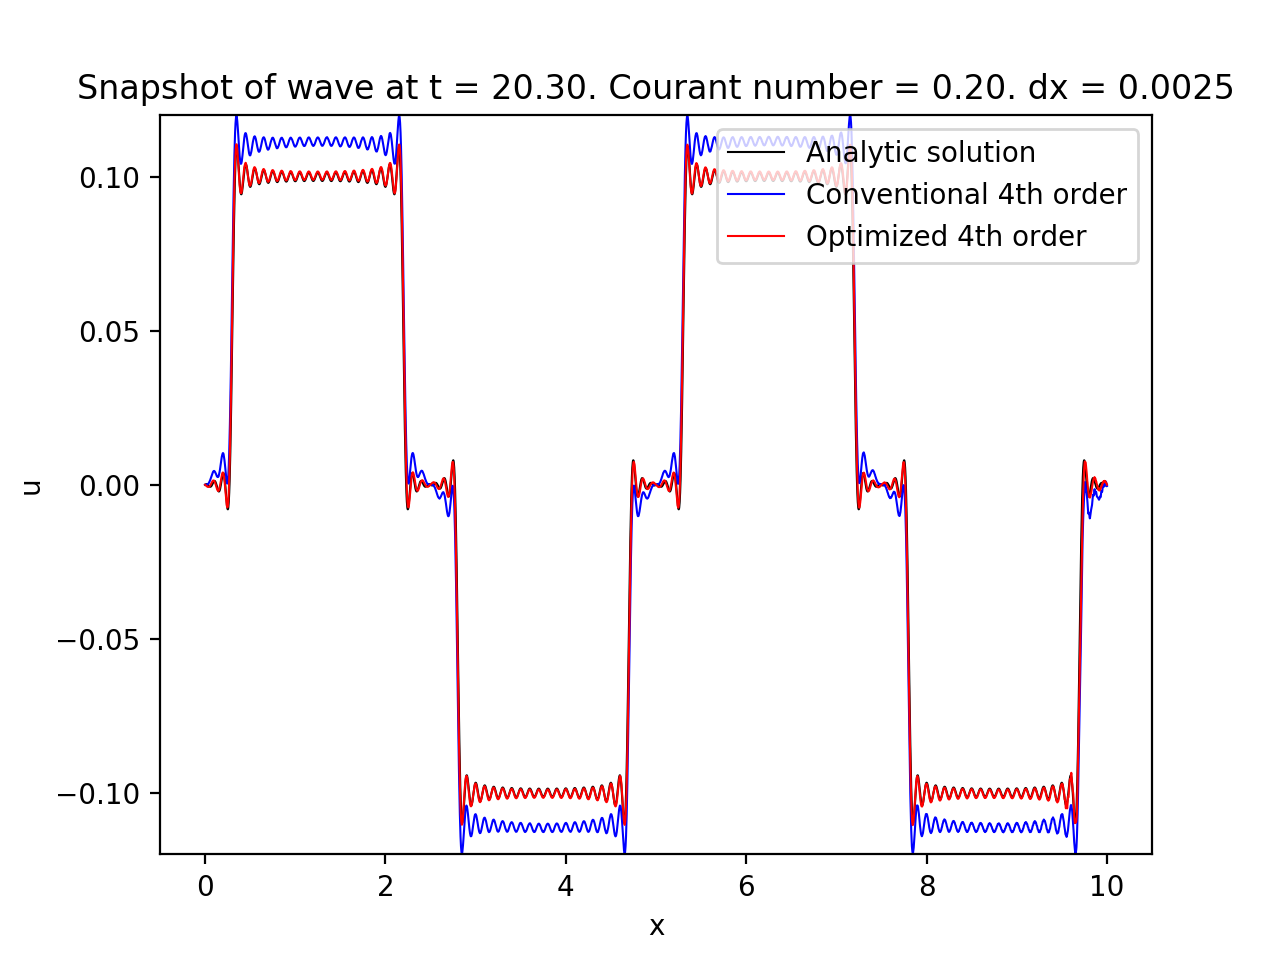 Snapshot of wave at t = 20.30. Courant number = 0.20. dx = 0.0025
Analytic solution
Conventional 4th order
Optimized 4th order
0.10
0.05
0.00
−0.05
−0.10
u
0 2 4 6 8 10
x